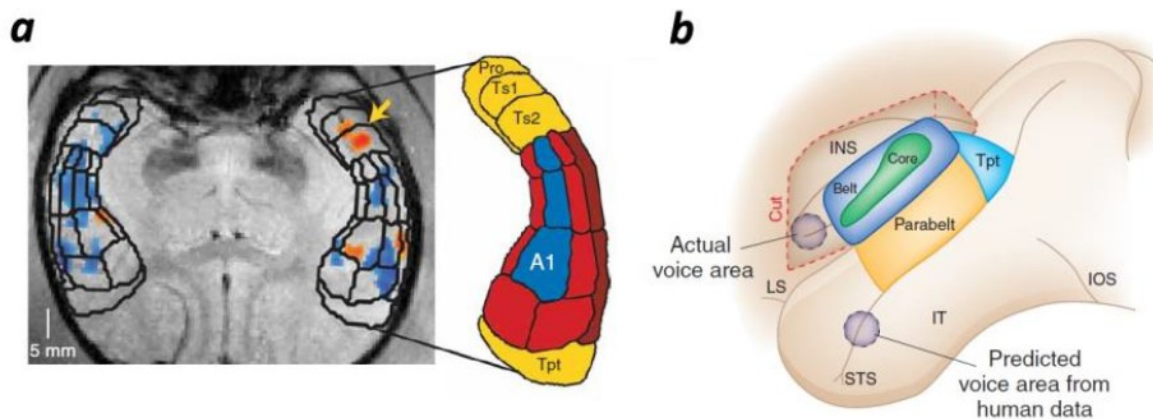 a
b
Pro
Ts1
Ts2
A1
Tpt
5 mm
INS
Core
Tpt
Belt
Parabelt
Cut
Actual
voice area
LS
IOS
IT
STS
Predicted
voice area from
human data